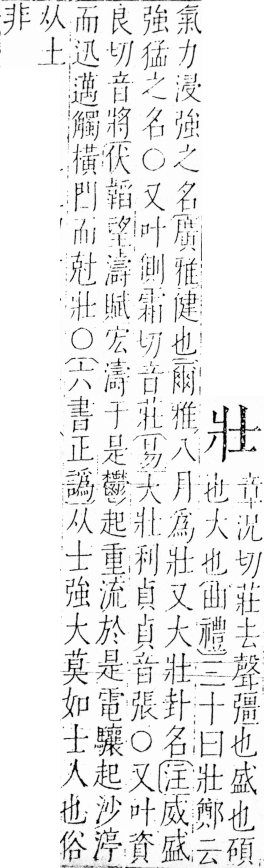 壯
章況切莊去聲彊也盛也碩
也大也曲禮三十曰壯鄭云
氣力浸強之名廣雅健也爾雅八月爲壯又大壯卦名注威盛
強猛之名○又叶側霜切音莊易大壯利貞貞音張○又叶資
良切音將伏韜望濤賦宏濤于是鬱起重流於是電驤起沙渟
而迅邁觸橫門而尅壯○六書正譌从士強大莫如士人也俗
从土
非